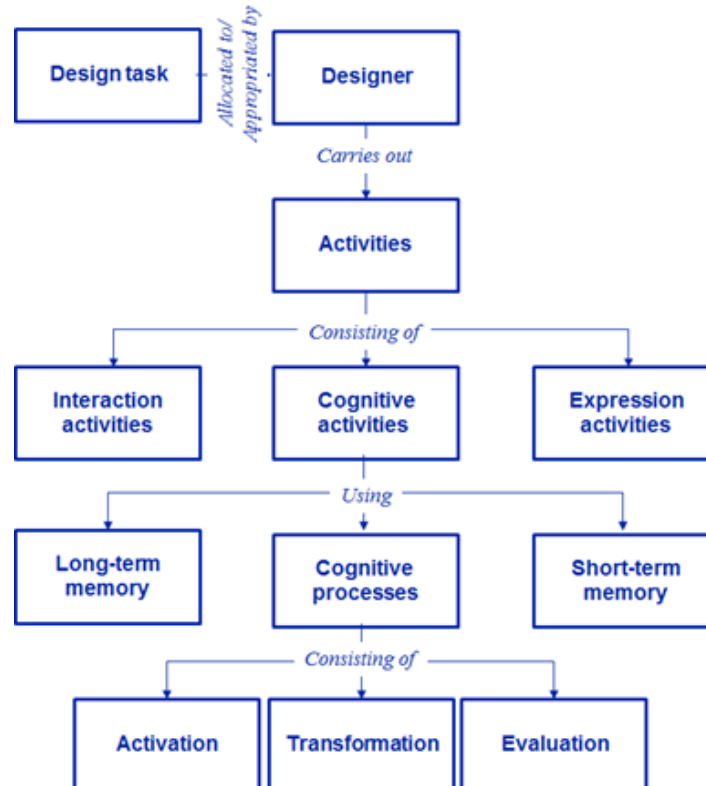 Design task
Allocated to/
Appropriated by
Designer
Carries out
Activities
Consisting of
Interaction
activities
Cognitive
activities
Expression
activities
Using
Long-term
memory
Cognitive
processes
Short-term
memory
Consisting of
Activation
Transformation
Evaluation